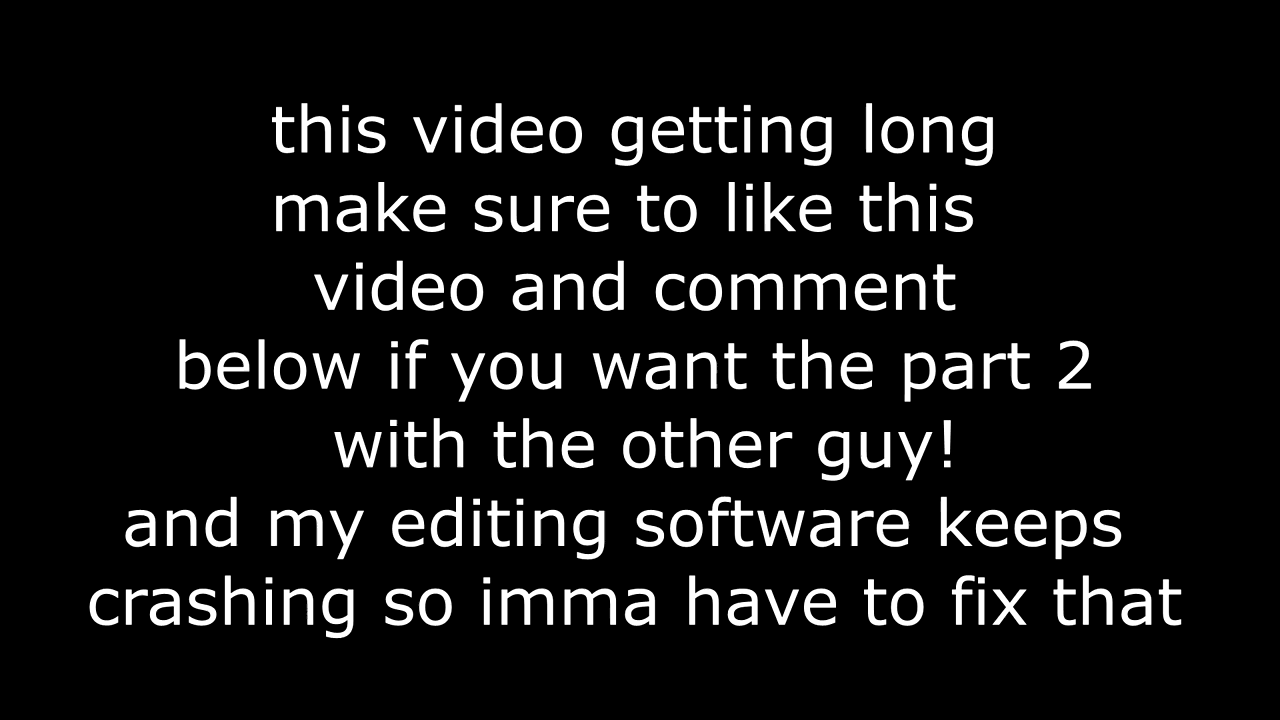 this video getting long
make sure to like this
video and comment
below if you want the part 2
with the other guy!
and my editing software keeps
crashing so imma have to fix that